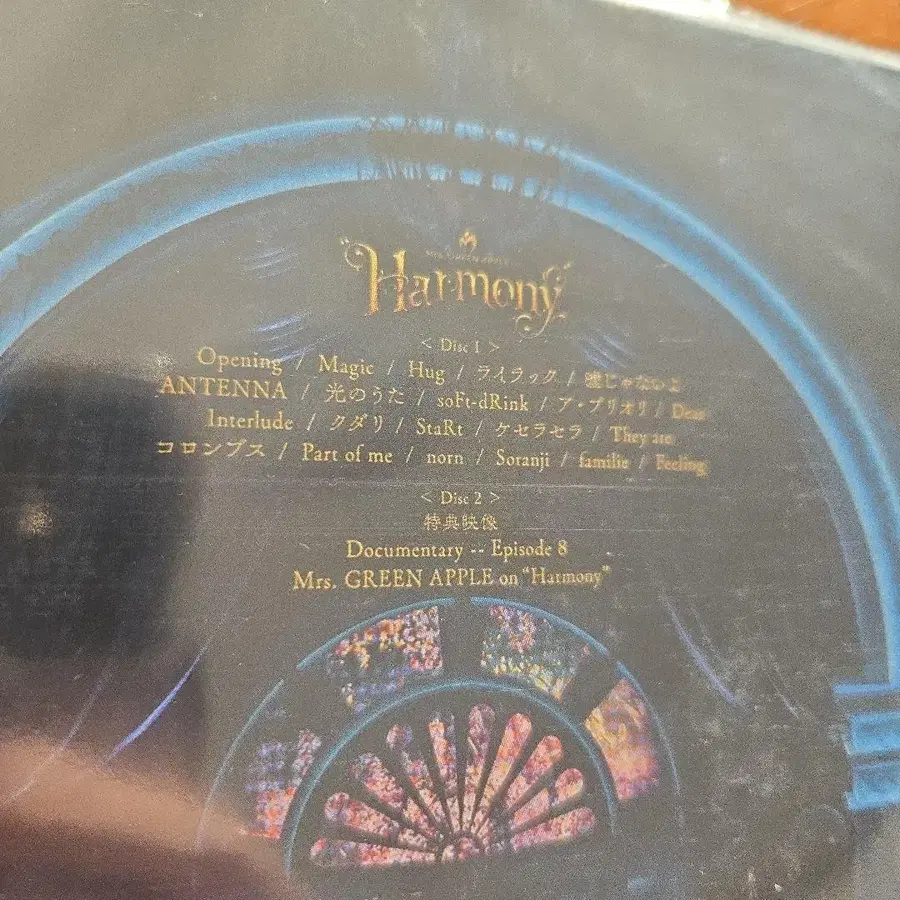 Mrs. GREEN APPLE
"Harmony"
< Disc 1 >
Opening / Magic / Hug / ライラック / 嘘じゃないよ
ANTENNA / 光のうた / soFt-dRink / ア・プリオリ / Dear
Interlude / クダリ / StaRt / ケセラセラ / They are
コロンブス / Part of me / norn / Soranji / familie / Feeling
< Disc 2 >
特典映像
Documentary -- Episode 8
Mrs. GREEN APPLE on "Harmony"